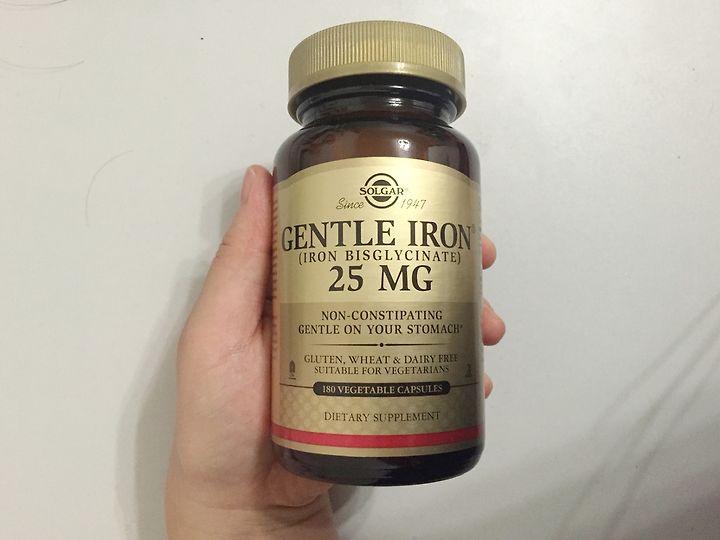 SOLGAR®
Since 1947
GENTLE IRON®
(IRON BISGLYCINATE)
25 MG
NON-CONSTIPATING
GENTLE ON YOUR STOMACH*
GLUTEN, WHEAT & DAIRY FREE
SUITABLE FOR VEGETARIANS
180 VEGETABLE CAPSULES
DIETARY SUPPLEMENT